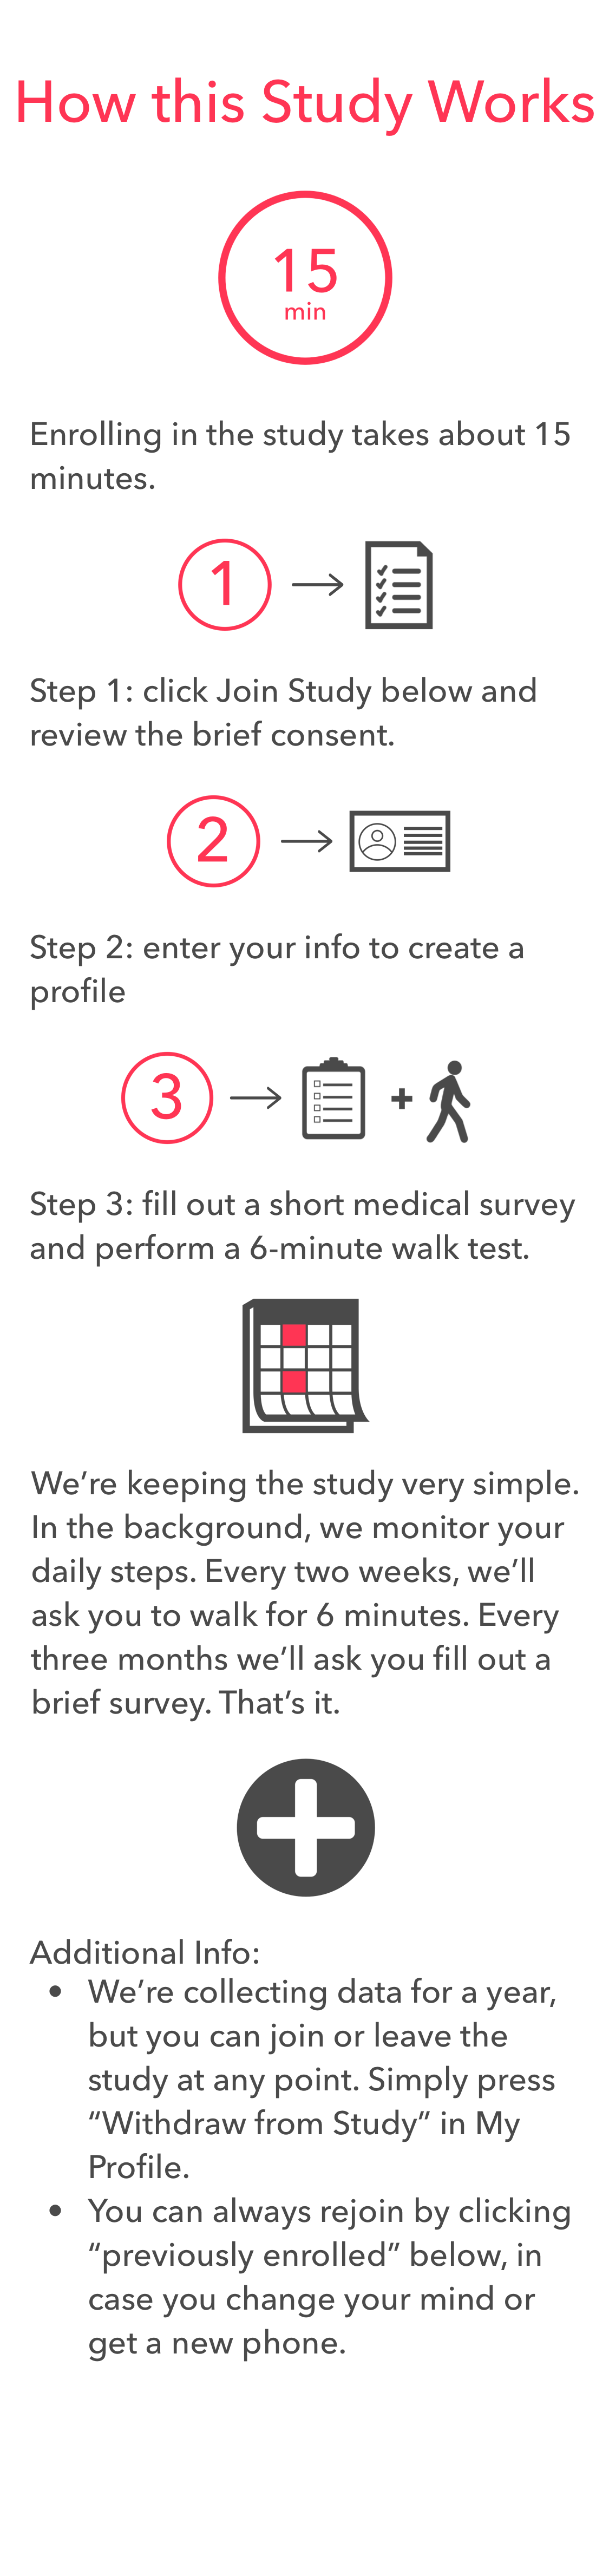 How this Study Works
15
min
Enrolling in the study takes about 15
minutes.
1
Step 1: click Join Study below and
review the brief consent.
2
Step 2: enter your info to create a
profile
3
+
Step 3: fill out a short medical survey
and perform a 6-minute walk test.
We’re keeping the study very simple.
In the background, we monitor your
daily steps. Every two weeks, we’ll
ask you to walk for 6 minutes. Every
three months we’ll ask you fill out a
brief survey. That’s it.
Additional Info:
• We’re collecting data for a year,
but you can join or leave the
study at any point. Simply press
“Withdraw from Study” in My
Profile.
• You can always rejoin by clicking
“previously enrolled” below, in
case you change your mind or
get a new phone.